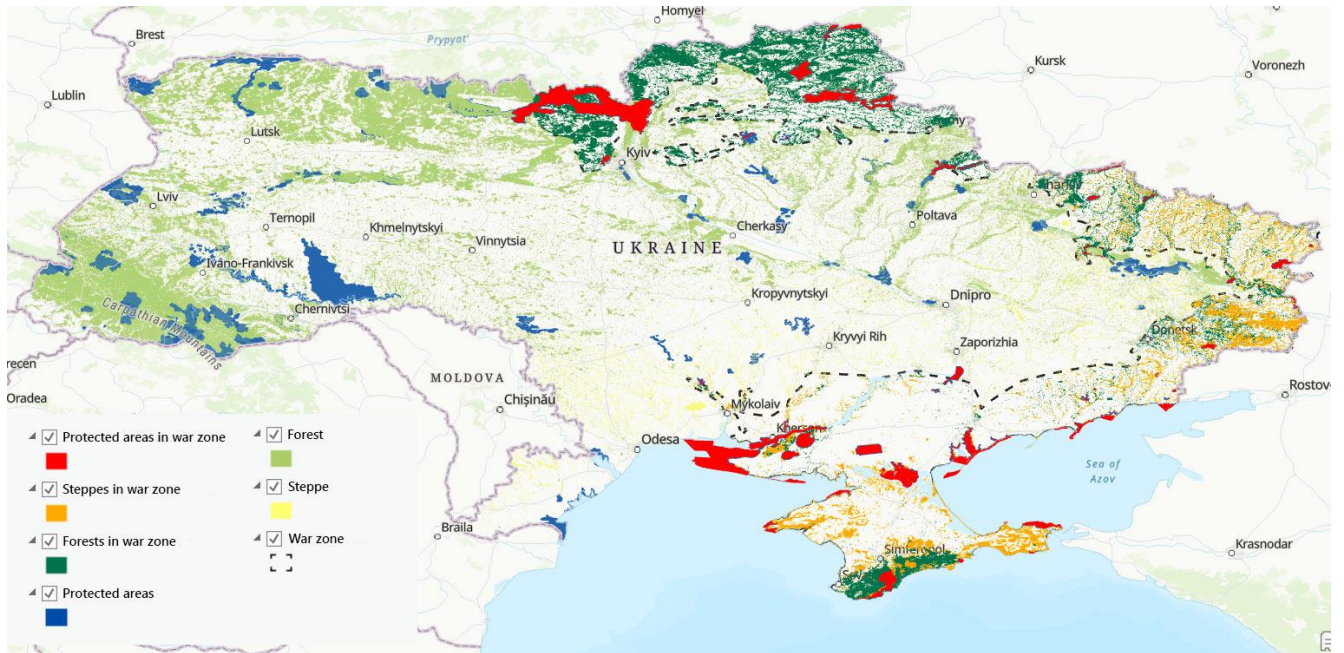 Homyel
Brest
Prypyat'
Kursk
Voronezh
Lublin
Lutsk
Kyiv
Lviv
Ternopil
Khmelnytskyi
Vinnytsia
Cherkasy
Poltava
UKRAINE
Ivano-Frankivsk
Chernivtsi
Carpathian Mountains
Kropyvnytskyi
Dnipro
Kryvyi Rih
Zaporizhia
Donetsk
recen
Oradea
MOLDOVA
Chișinău
Mykolaiv
Kherson
Rostov-
Odesa
Sea of
Azov
Braila
Krasnodar
Protected areas in war zone
Steppes in war zone
Forests in war zone
Protected areas
Forest
Steppe
War zone